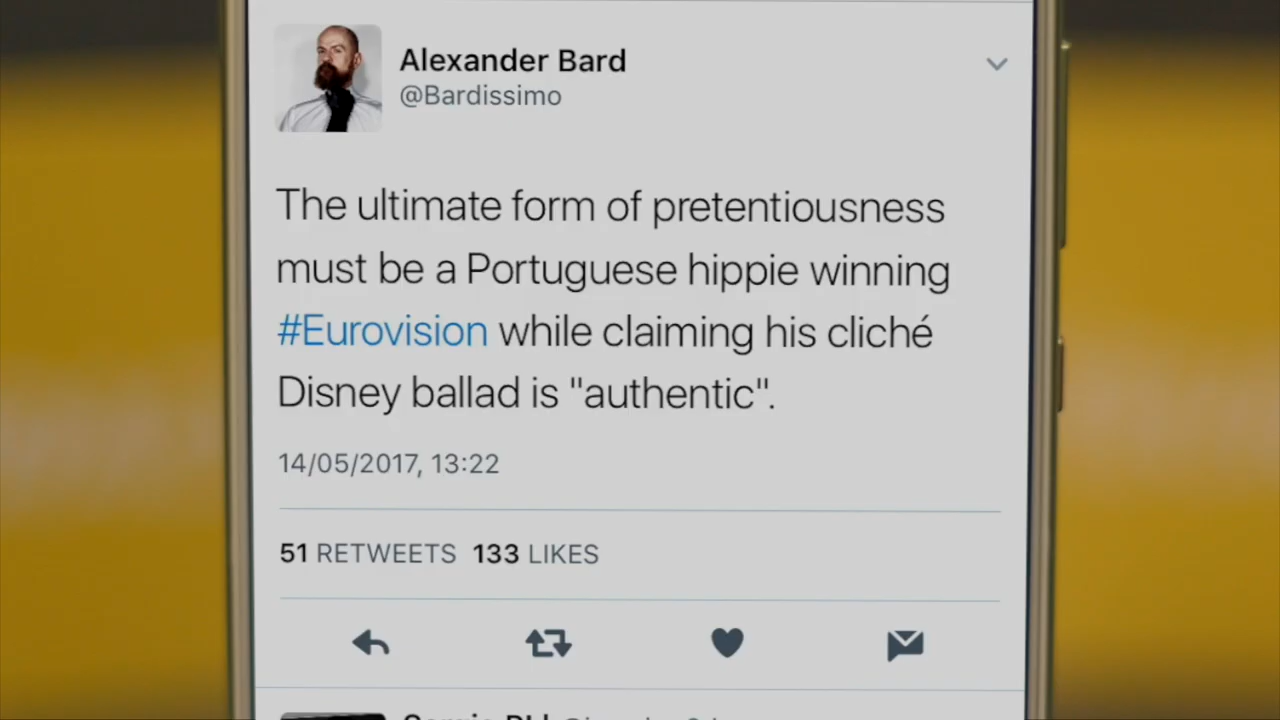 Alexander Bard
@Bardissimo
The ultimate form of pretentiousness
must be a Portuguese hippie winning
#Eurovision while claiming his cliché
Disney ballad is "authentic".
14/05/2017, 13:22
51 RETWEETS 133 LIKES